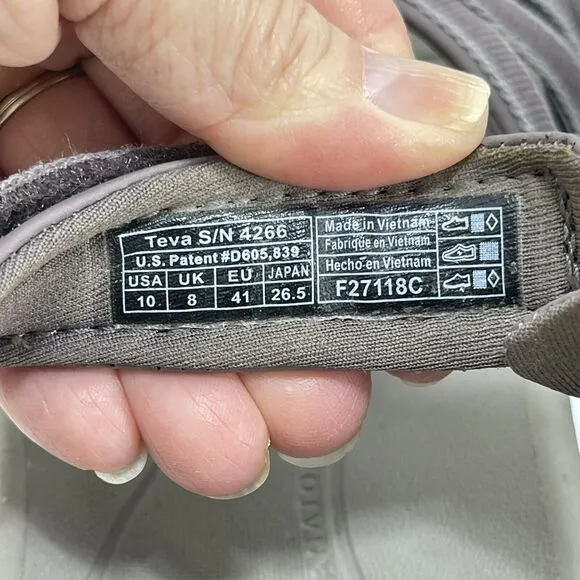 Teva S/N 4266
U.S. Patent #D605,839
USA UK EU JAPAN
10 8 41 26.5
Made in Vietnam
Fabriqué en Vietnam
Hecho en Vietnam
F27118C